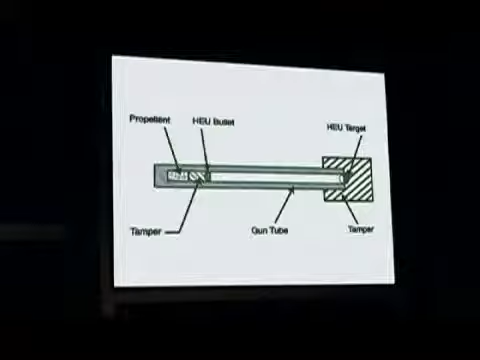 Propellent
HEU Bullet
HEU Target
Tamper
Gun Tube
Tamper